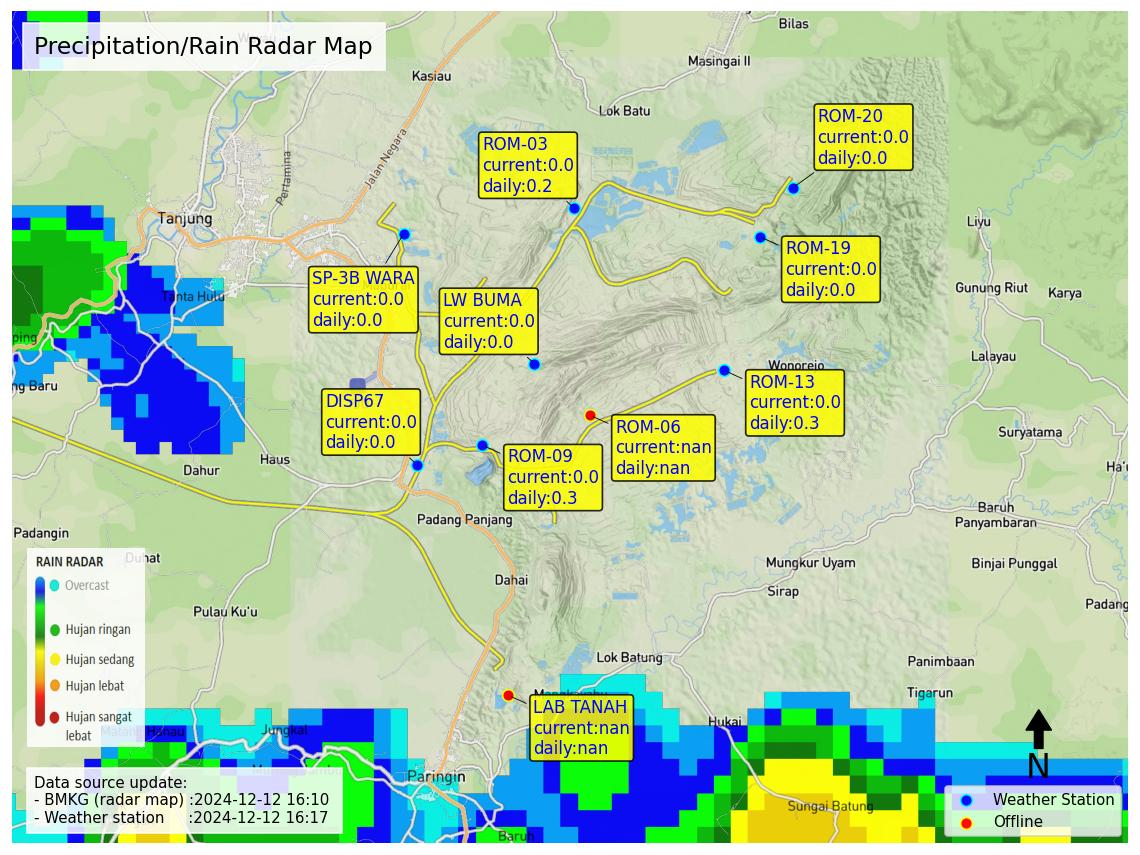 Precipitation/Rain Radar Map
Bilas
Masingai II
Kasiau
Lok Batu
Jalan Negara
Pertamina
ROM-20
current:0.0
daily:0.0
ROM-03
current:0.0
daily:0.2
Tanjung
Liyu
ROM-19
current:0.0
daily:0.0
SP-3B WARA
current:0.0
daily:0.0
LW BUMA
current:0.0
daily:0.0
Tanta Hulu
Gunung Riut
Karya
ping
Lalayau
Wonorejo
ng Baru
ROM-13
current:0.0
daily:0.3
DISP67
current:0.0
daily:0.0
ROM-06
current:nan
daily:nan
Suryatama
ROM-09
current:0.0
daily:0.3
Haus
Dahur
Ha'u
Baruh
Panyambaran
Padang Panjang
Padangin
Duhat
Mungkur Uyam
Binjai Punggal
Dahai
Sirap
Padang
Pulau Ku'u
RAIN RADAR
Overcast
Hujan ringan
Hujan sedang
Hujan lebat
Hujan sangat
lebat
Lok Batung
Panimbaan
Tigarun
LAB TANAH
current:nan
daily:nan
Hukai
Jungkal
Paringin
Sungai Batung
Barun
N
Data source update:
- BMKG (radar map) :2024-12-12 16:10
- Weather station :2024-12-12 16:17
Weather Station
Offline